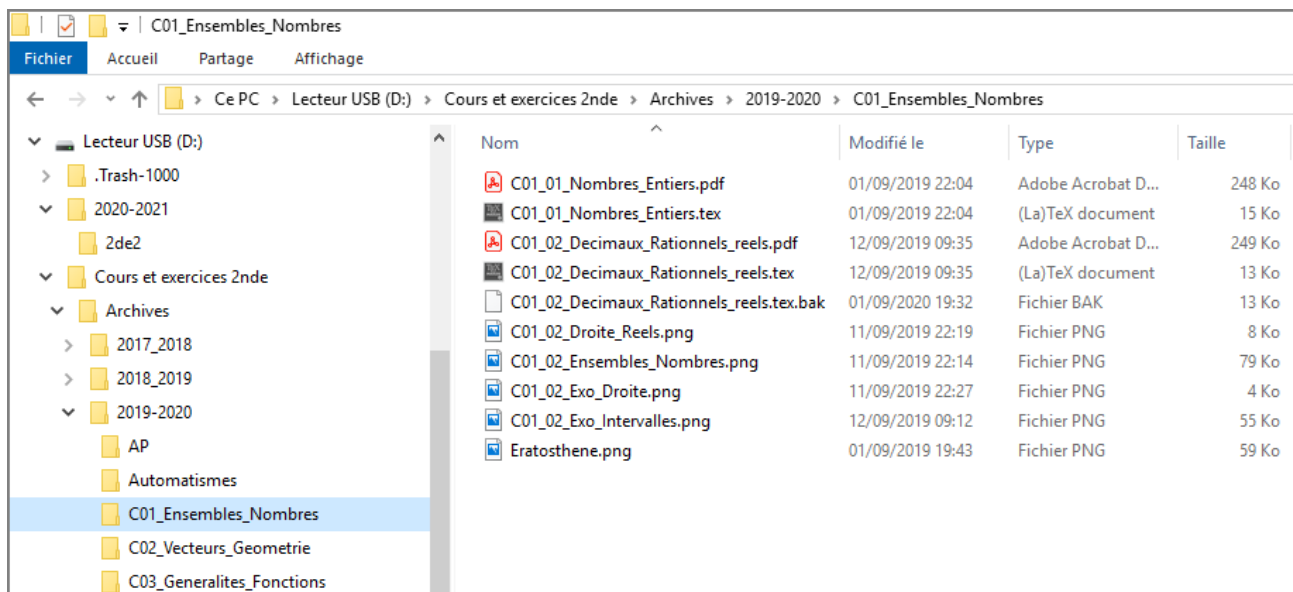 C01_Ensembles_Nombres
Fichier Accueil Partage Affichage
Ce PC > Lecteur USB (D:) > Cours et exercices 2nde > Archives > 2019-2020 > C01_Ensembles_Nombres
Lecteur USB (D:)
.Trash-1000
2020-2021
2de2
Cours et exercices 2nde
Archives
2017_2018
2018_2019
2019-2020
AP
Automatismes
C01_Ensembles_Nombres
C02_Vecteurs_Geometrie
C03_Generalites_Fonctions
Nom Modifié le Type Taille
C01_01_Nombres_Entiers.pdf 01/09/2019 22:04 Adobe Acrobat D... 248 Ko
C01_01_Nombres_Entiers.tex 01/09/2019 22:04 (La)TeX document 15 Ko
C01_02_Decimaux_Rationnels_reels.pdf 12/09/2019 09:35 Adobe Acrobat D... 249 Ko
C01_02_Decimaux_Rationnels_reels.tex 12/09/2019 09:35 (La)TeX document 13 Ko
C01_02_Decimaux_Rationnels_reels.tex.bak 01/09/2020 19:32 Fichier BAK 13 Ko
C01_02_Droite_Reels.png 11/09/2019 22:19 Fichier PNG 8 Ko
C01_02_Ensembles_Nombres.png 11/09/2019 22:14 Fichier PNG 79 Ko
C01_02_Exo_Droite.png 11/09/2019 22:27 Fichier PNG 4 Ko
C01_02_Exo_Intervalles.png 12/09/2019 09:12 Fichier PNG 55 Ko
Eratosthene.png 01/09/2019 19:43 Fichier PNG 59 Ko